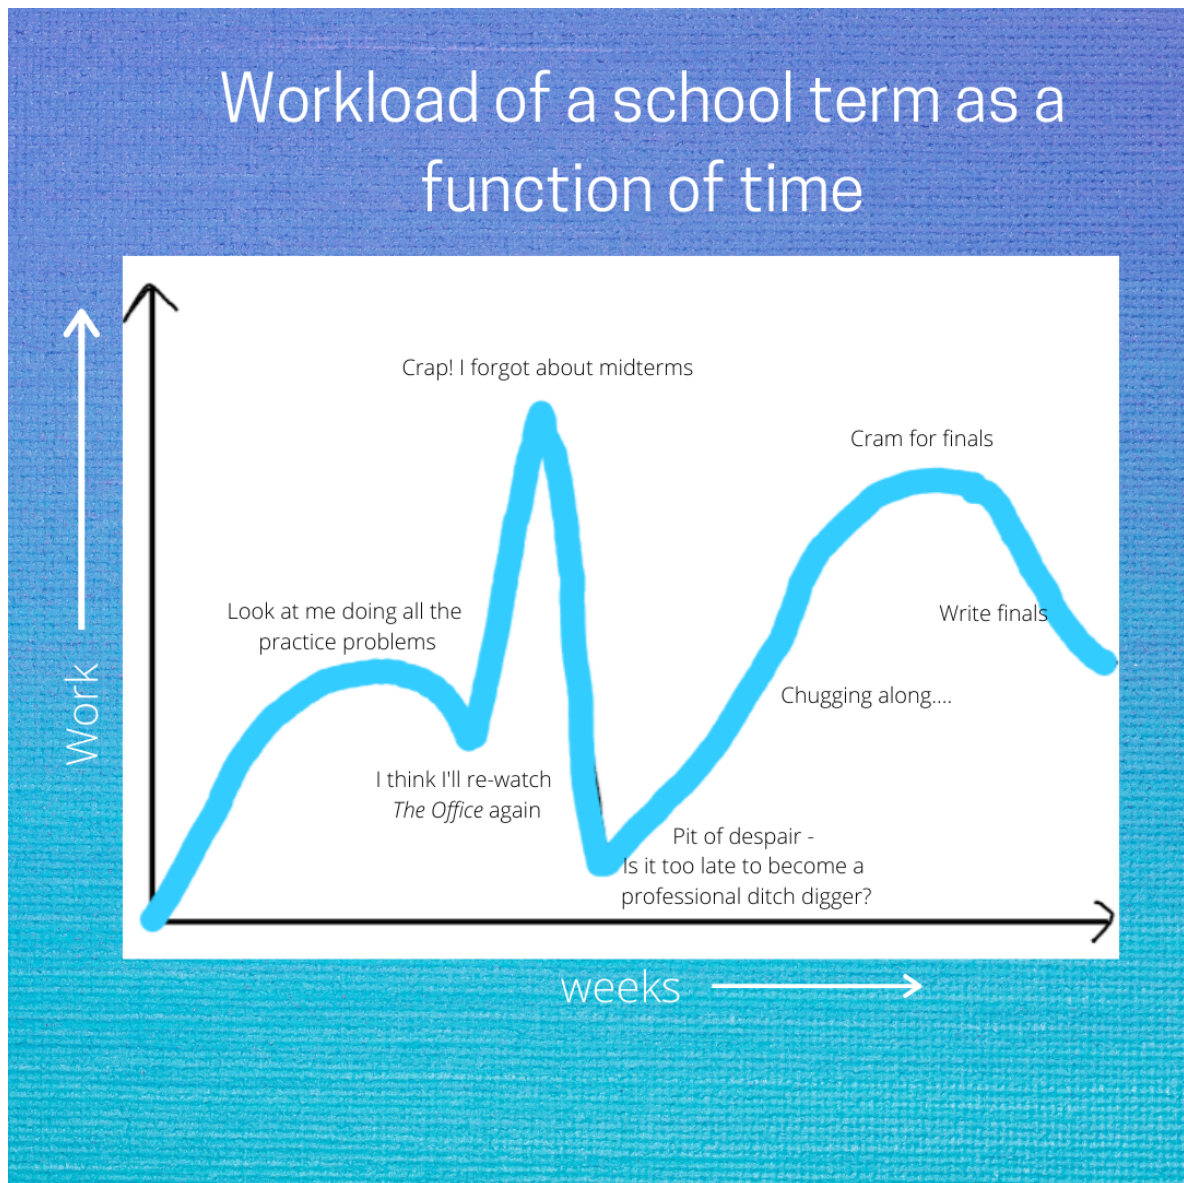 Workload of a school term as a
function of time
Crap! I forgot about midterms
Cram for finals
Look at me doing all the
practice problems
Write finals
Work
Chugging along....
I think I'll re-watch
The Office again
Pit of despair -
Is it too late to become a
professional ditch digger?
weeks